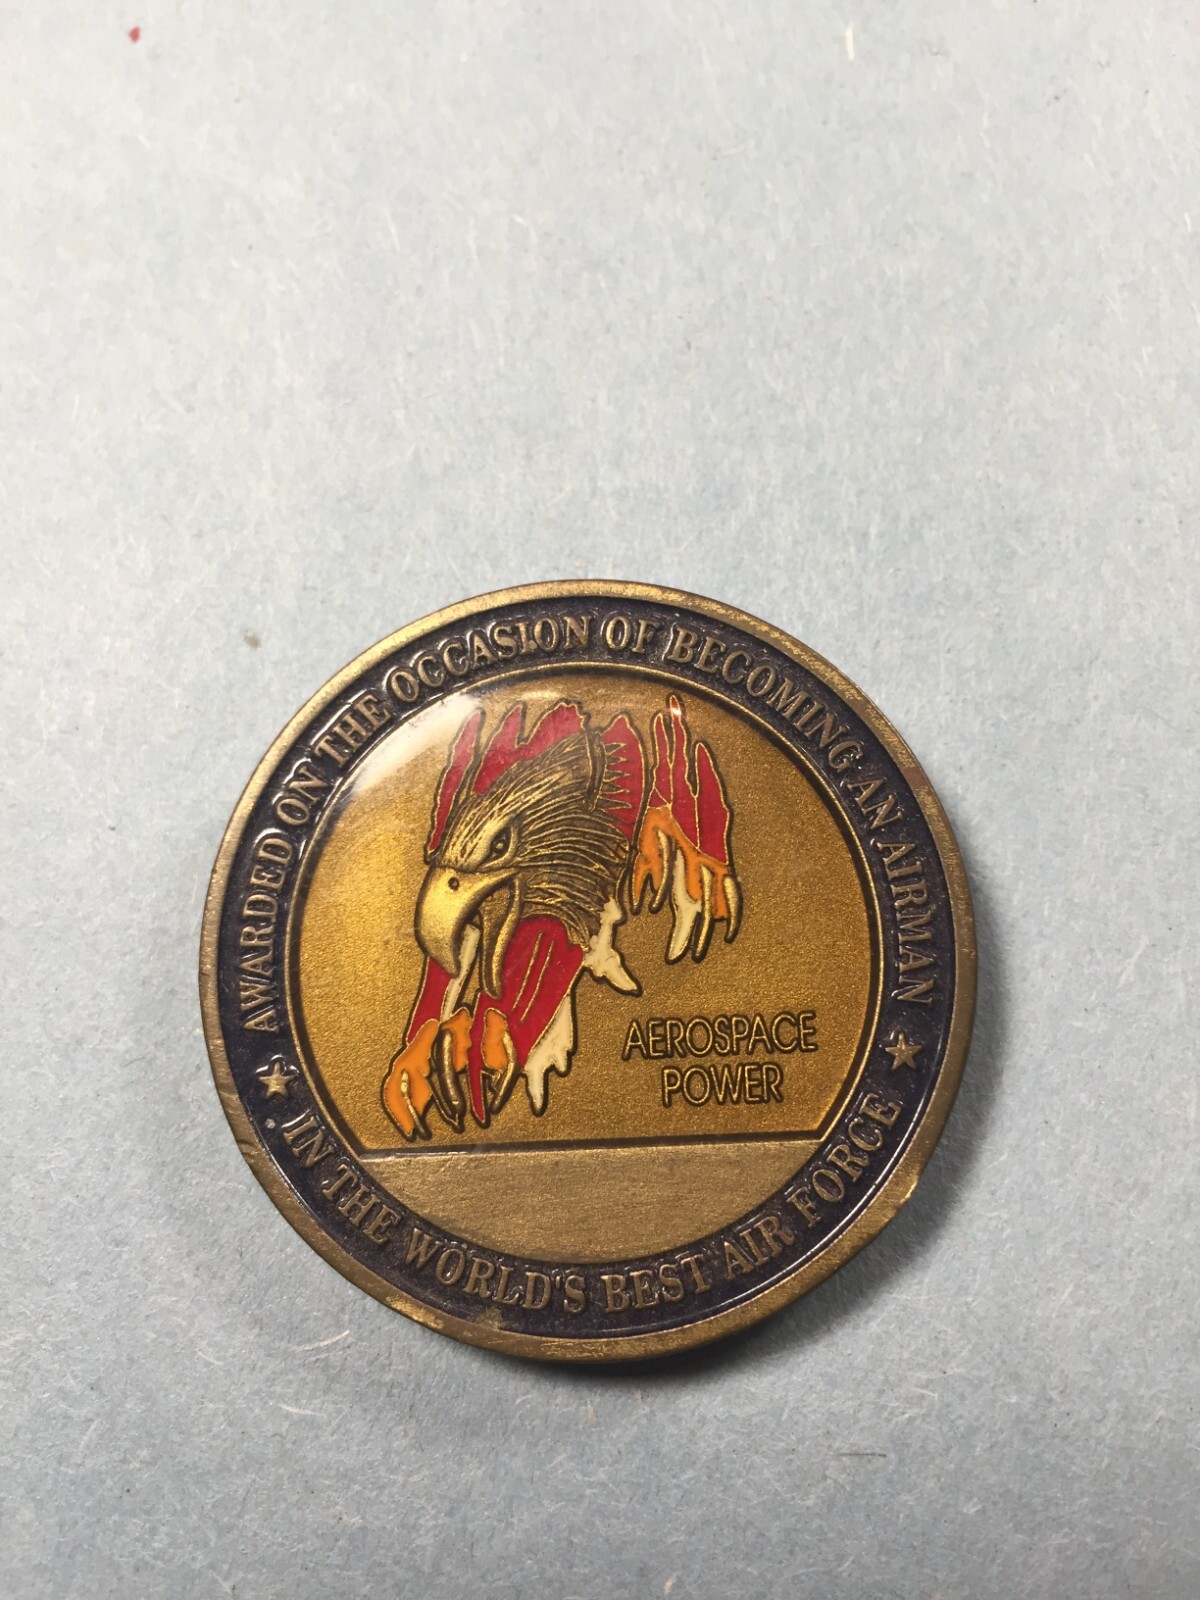 AWARDED ON THE OCCASION OF BECOMING AN AIRMAN
AEROSPACE
POWER
★ IN THE WORLD'S BEST AIR FORCE ★